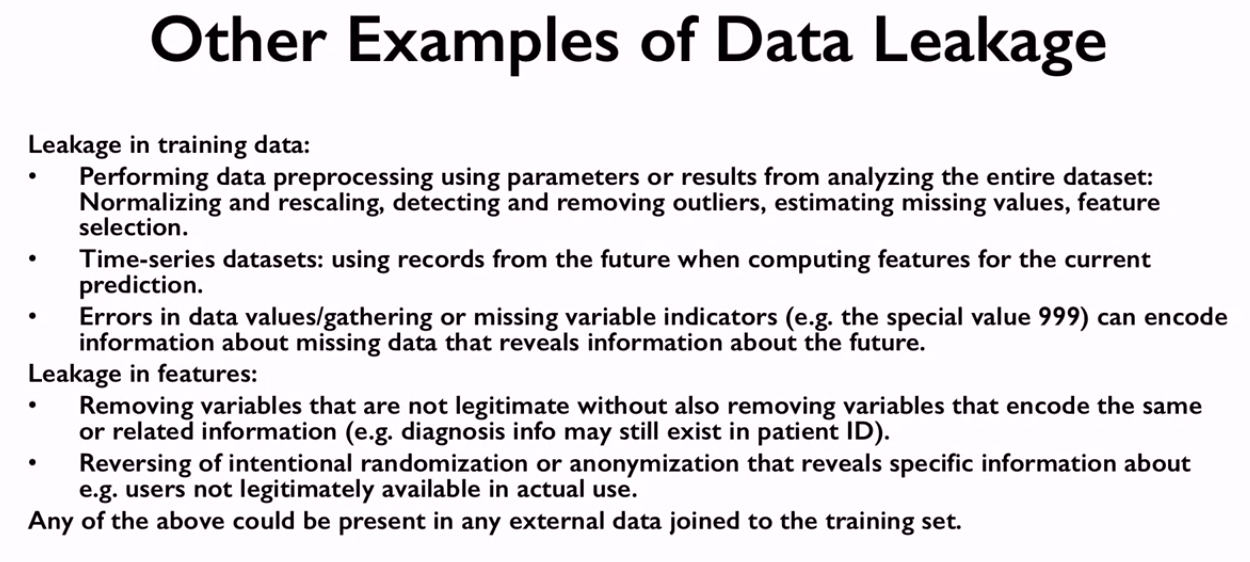 Other Examples of Data Leakage
Leakage in training data:
• Performing data preprocessing using parameters or results from analyzing the entire dataset:
Normalizing and rescaling, detecting and removing outliers, estimating missing values, feature
selection.
• Time-series datasets: using records from the future when computing features for the current
prediction.
• Errors in data values/gathering or missing variable indicators (e.g. the special value 999) can encode
information about missing data that reveals information about the future.
Leakage in features:
• Removing variables that are not legitimate without also removing variables that encode the same
or related information (e.g. diagnosis info may still exist in patient ID).
• Reversing of intentional randomization or anonymization that reveals specific information about
e.g. users not legitimately available in actual use.
Any of the above could be present in any external data joined to the training set.